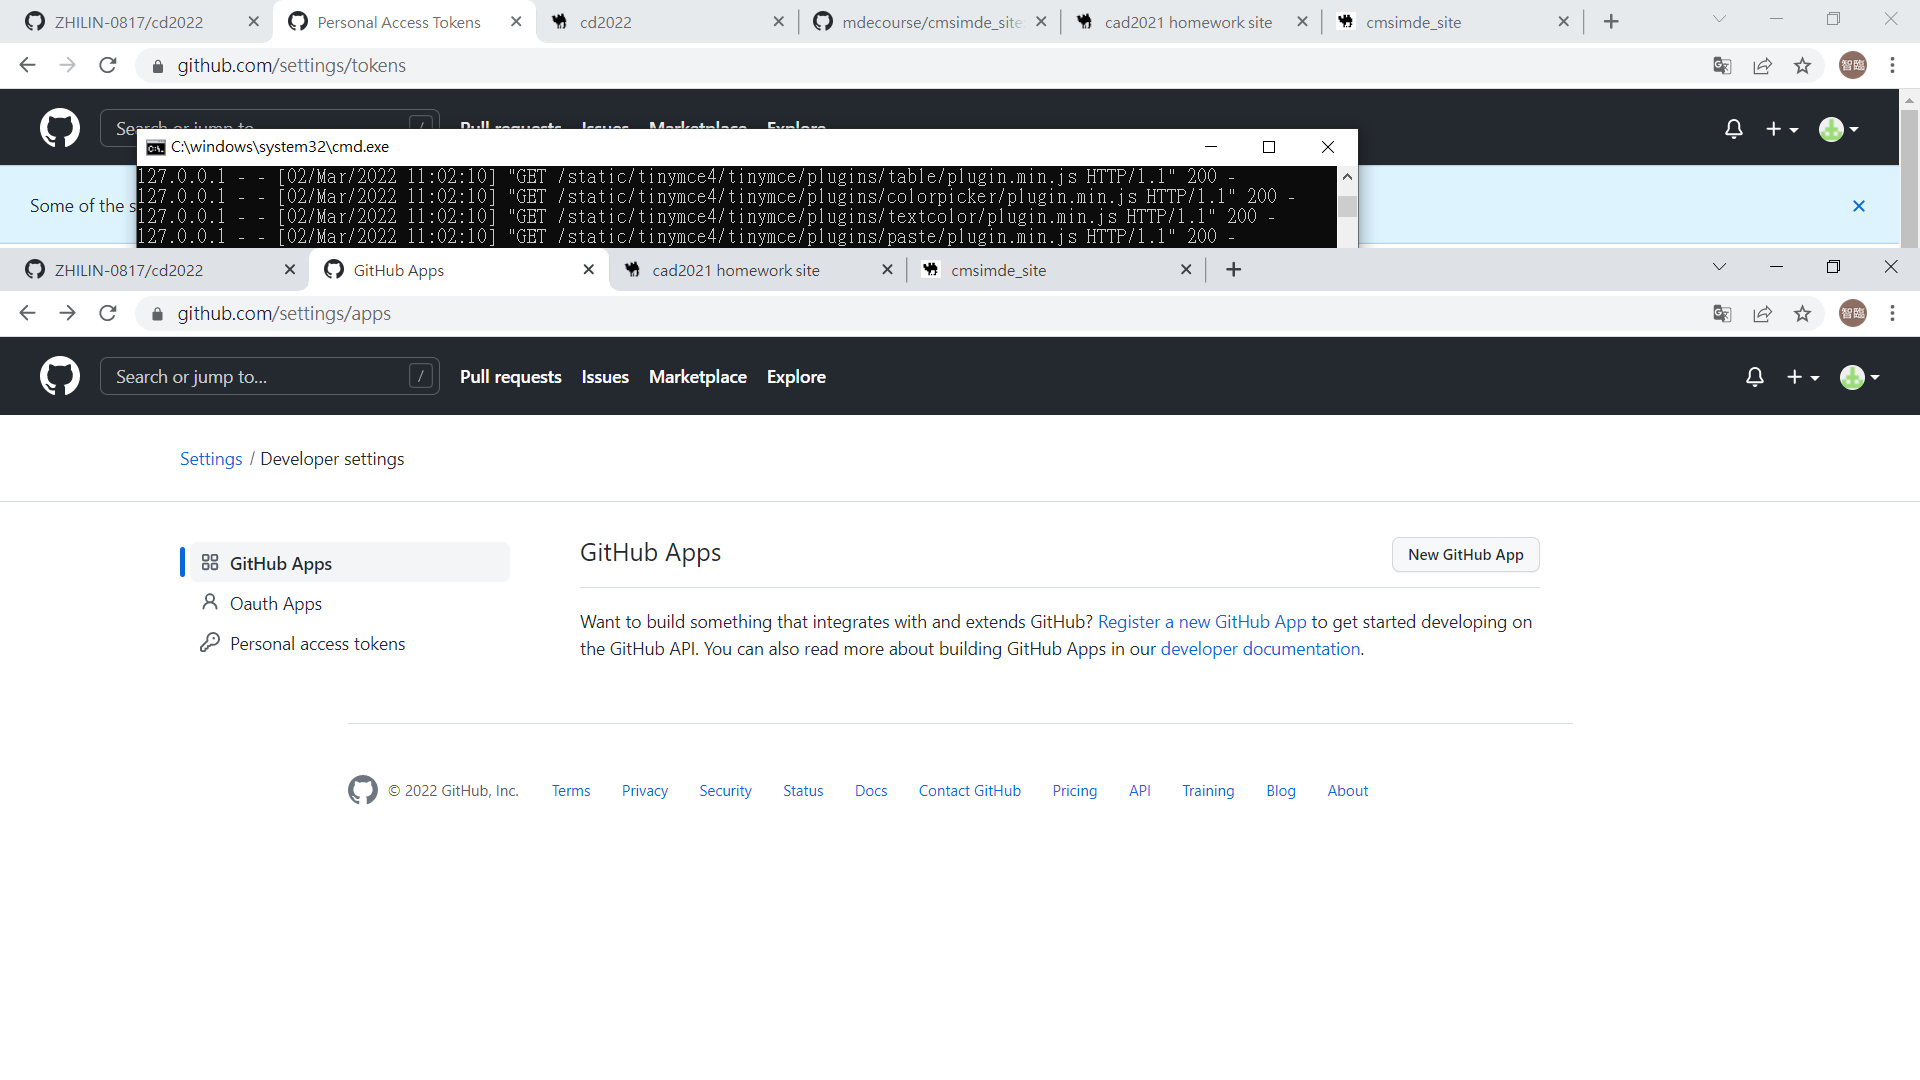 ZHILIN-0817/cd2022
Personal Access Tokens
cd2022
mdecourse/cmsimde_site
cad2021 homework site
cmsimde_site
github.com/settings/tokens
智臨
Search or jump to... /
Pull requests Issues Marketplace Explore
C:\windows\system32\cmd.exe
127.0.0.1 - - [02/Mar/2022 11:02:10] "GET /static/tinymce4/tinymce/plugins/table/plugin.min.js HTTP/1.1" 200 -
127.0.0.1 - - [02/Mar/2022 11:02:10] "GET /static/tinymce4/tinymce/plugins/colorpicker/plugin.min.js HTTP/1.1" 200 -
127.0.0.1 - - [02/Mar/2022 11:02:10] "GET /static/tinymce4/tinymce/plugins/textcolor/plugin.min.js HTTP/1.1" 200 -
127.0.0.1 - - [02/Mar/2022 11:02:10] "GET /static/tinymce4/tinymce/plugins/paste/plugin.min.js HTTP/1.1" 200 -
Some of the s
ZHILIN-0817/cd2022
GitHub Apps
cad2021 homework site
cmsimde_site
github.com/settings/apps
智臨
Search or jump to... /
Pull requests Issues Marketplace Explore
Settings / Developer settings
GitHub Apps
Oauth Apps
Personal access tokens
GitHub Apps
New GitHub App
Want to build something that integrates with and extends GitHub? Register a new GitHub App to get started developing on
the GitHub API. You can also read more about building GitHub Apps in our developer documentation.
© 2022 GitHub, Inc. Terms Privacy Security Status Docs Contact GitHub Pricing API Training Blog About